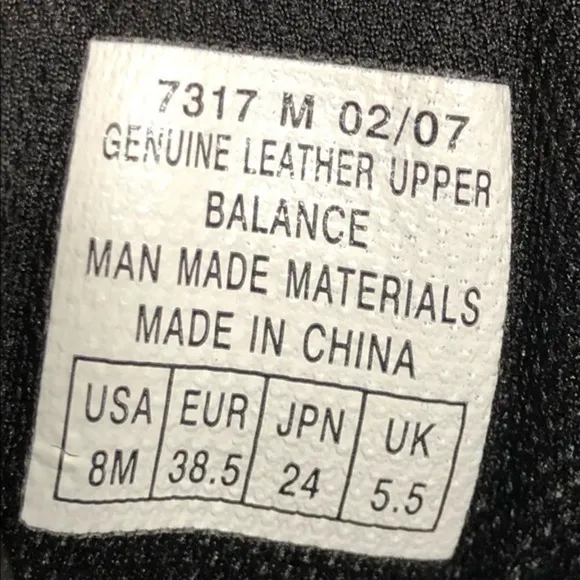 7317 M 02/07
GENUINE LEATHER UPPER
BALANCE
MAN MADE MATERIALS
MADE IN CHINA
USA EUR JPN UK
8M 38.5 24 5.5